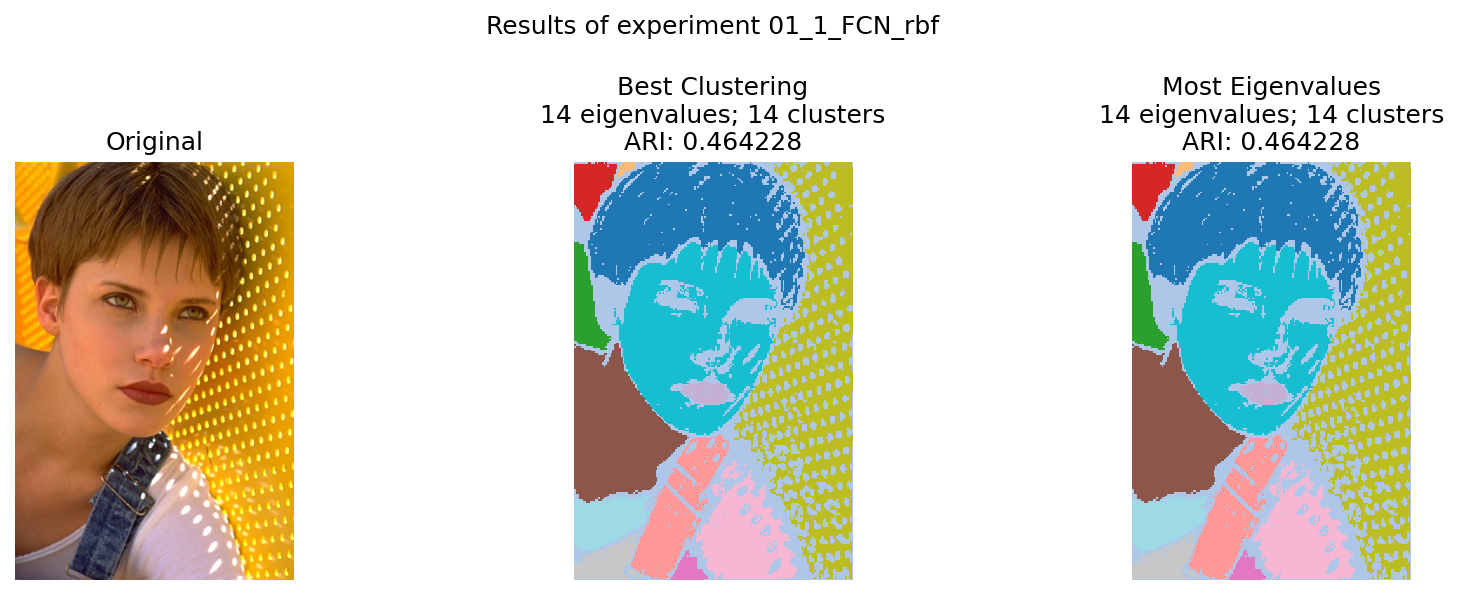 Results of experiment 01_1_FCN_rbf
Original
Best Clustering
14 eigenvalues; 14 clusters
ARI: 0.464228
Most Eigenvalues
14 eigenvalues; 14 clusters
ARI: 0.464228